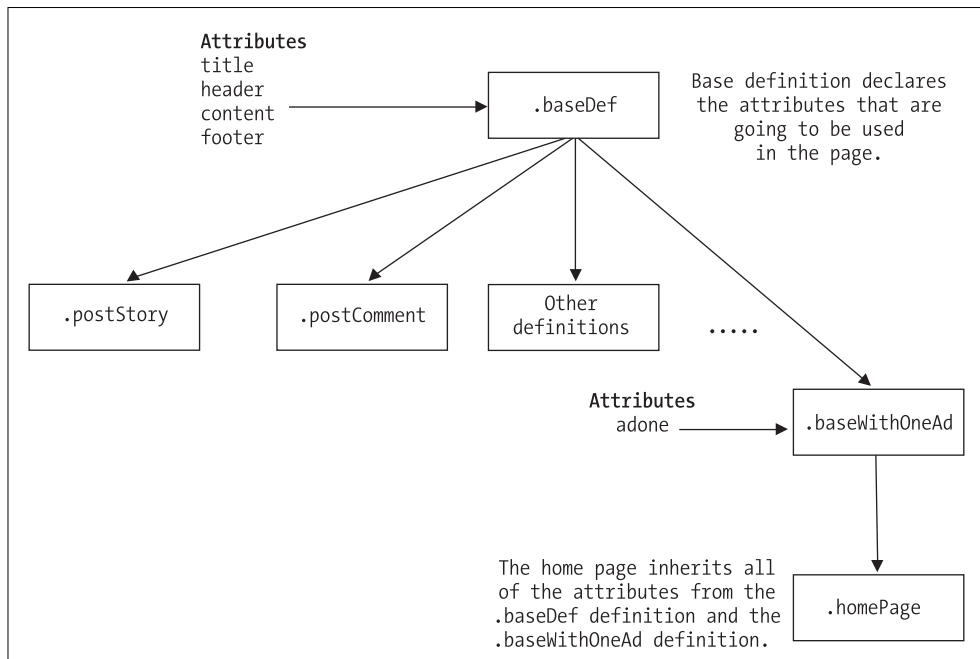 Attributes
title
header
content
footer
.baseDef
Base definition declares
the attributes that are
going to be used
in the page.
.postStory
.postComment
Other
definitions
.....
Attributes
adone
.baseWithOneAd
The home page inherits all
of the attributes from the
.baseDef definition and the
.baseWithOneAd definition.
.homePage